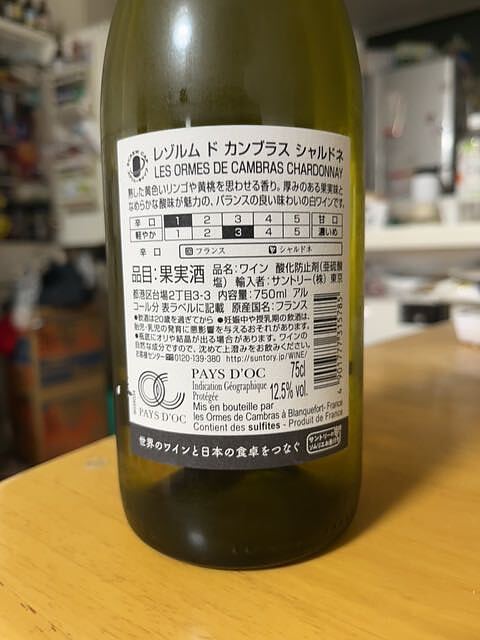 レゾルム ド カンブラス シャルドネ
LES ORMES DE CAMBRAS CHARDONNAY
熟した黄色いリンゴや黄桃を思わせる香り。厚みのある果実味と
なめらかな酸味が魅力の、バランスの良い味わいの白ワインです。
辛口 1 2 3 4 5 甘口
軽やか 1 2 3 4 5 濃いめ
辛口 フランス シャルドネ
品目:果実酒 品名:ワイン 酸化防止剤(亜硫酸
塩) 輸入者:サントリー(株) 東京
都港区台場2丁目3-3 内容量:750ml アル
コール分 表ラベルに記載 原産国名:フランス
●飲酒は20歳を過ぎてから ●妊娠中や授乳期の飲酒は、
胎児・乳児の発育に悪影響を与えるおそれがあります。
●瓶底にオリや結晶が出る場合があります。ワインの
自然な成分ですので、沈めて上澄みをお飲みください。
お客様センター 0120-139-380 http://suntory.jp/WINE/
4 901777 313765
PAYS D'OC
PAYS D'OC 75cl
Indication Géographique
Protégée 12.5% vol.
Mis en bouteille par
les Ormes de Cambras à Blanquefort-France
Contient des sulfites - Produit de France
世界のワインと日本の食卓をつなぐ
サントリー